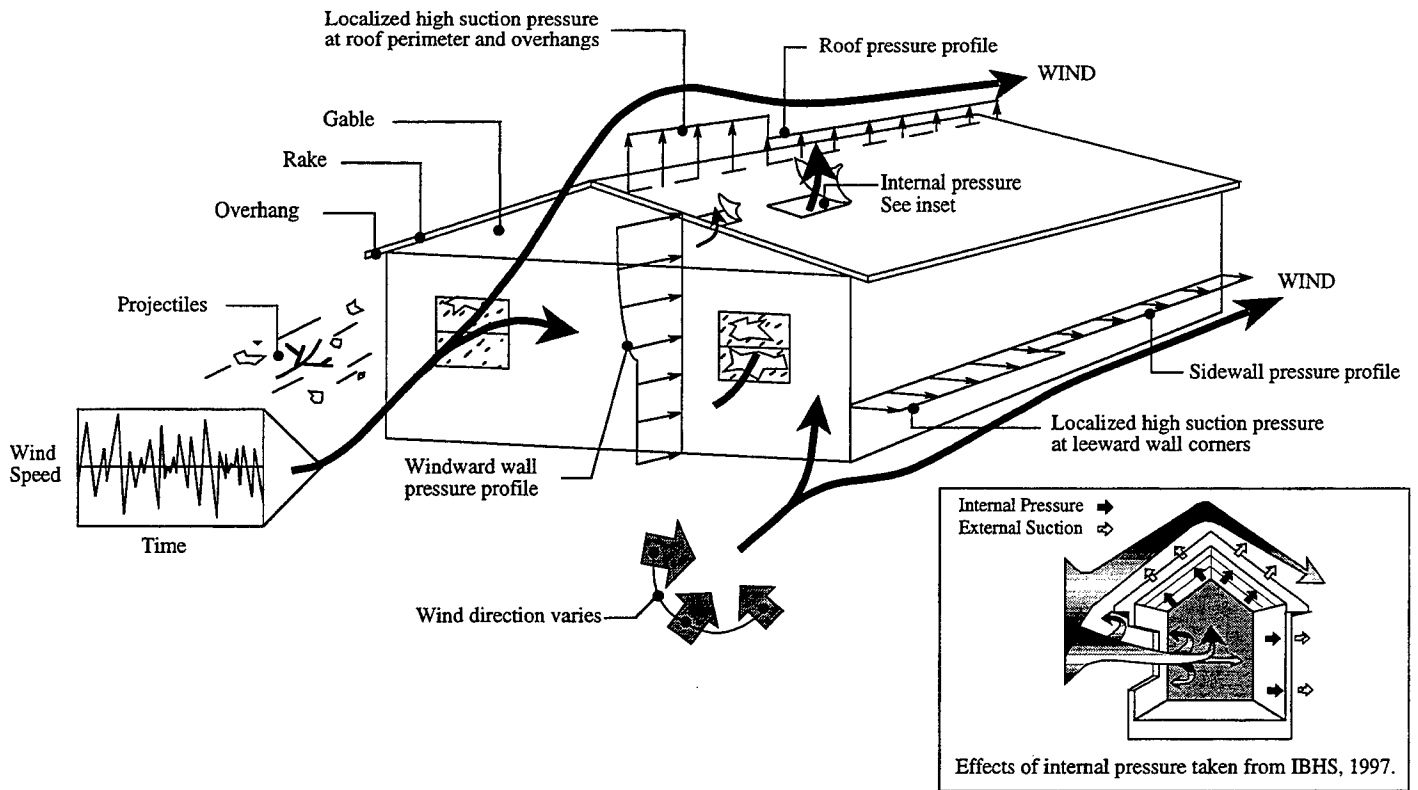 Localized high suction pressure
at roof perimeter and overhangs
Roof pressure profile
WIND
Gable
Rake
Overhang
Internal pressure
See inset
Projectiles
WIND
Sidewall pressure profile
Localized high suction pressure
at leeward wall corners
Wind
Speed
Windward wall
pressure profile
Time
Wind direction varies
Internal Pressure
External Suction
Effects of internal pressure taken from IBHS, 1997.